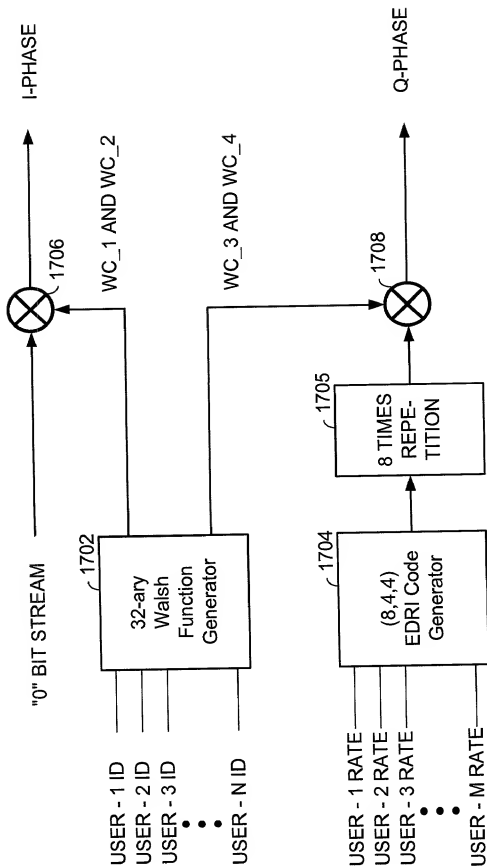 "0" BIT STREAM
1706
I-PHASE
WC_1 AND WC_2
1702
32-ary
Walsh
Function
Generator
USER - 1 ID
USER - 2 ID
USER - 3 ID
USER - N ID
WC_3 AND WC_4
1704
(8,4,4)
EDRI Code
Generator
1705
8 TIMES
REPE-
TITION
1708
Q-PHASE
USER - 1 RATE
USER - 2 RATE
USER - 3 RATE
USER - M RATE